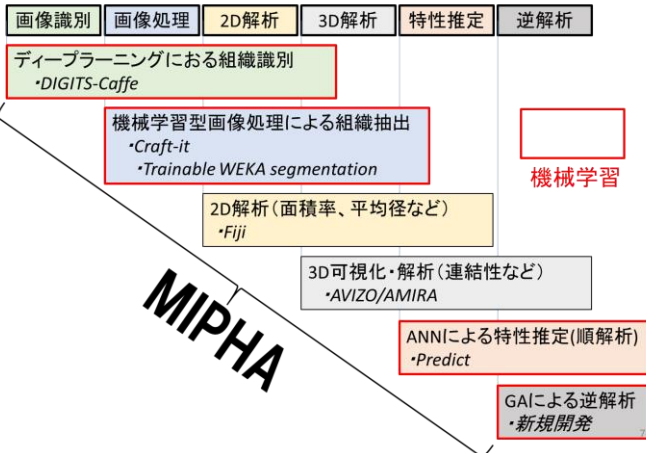 画像識別 画像処理 2D解析 3D解析 特性推定 逆解析
ディープラーニングにおる組織識別
・DIGITS-Caffe
機械学習型画像処理による組織抽出
・Craft-it
・Trainable WEKA segmentation
機械学習
2D解析(面積率、平均径など)
・Fiji
3D可視化・解析(連結性など)
・AVIZO/AMIRA
MIPHA
ANNによる特性推定(順解析)
・Predict
GAによる逆解析
・新規開発